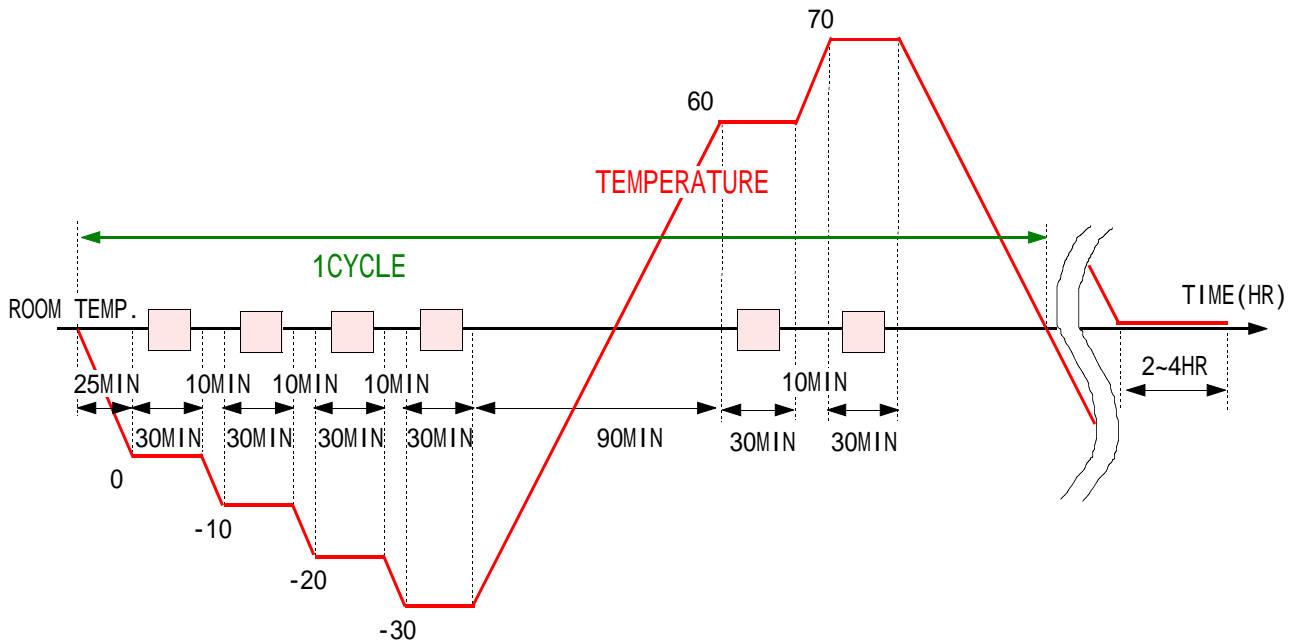 70
60
TEMPERATURE
1CYCLE
ROOM TEMP.
TIME(HR)
25MIN
10MIN
10MIN
10MIN
10MIN
2~4HR
30MIN
30MIN
30MIN
30MIN
90MIN
30MIN
30MIN
0
-10
-20
-30